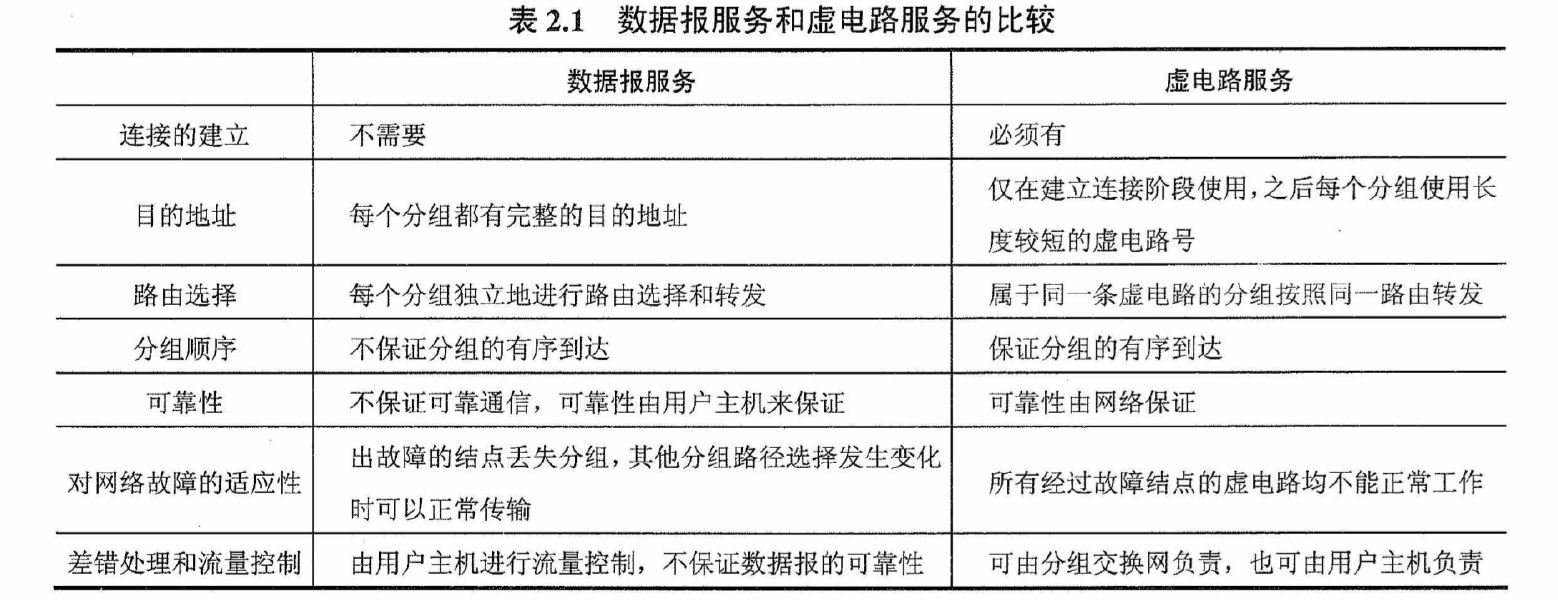 表 2.1 数据报服务和虚电路服务的比较
数据报服务 虚电路服务
连接的建立 不需要 必须有
目的地址 每个分组都有完整的目的地址 仅在建立连接阶段使用，之后每个分组使用长
度较短的虚电路号
路由选择 每个分组独立地进行路由选择和转发 属于同一条虚电路的分组按照同一路由转发
分组顺序 不保证分组的有序到达 保证分组的有序到达
可靠性 不保证可靠通信，可靠性由用户主机来保证 可靠性由网络保证
对网络故障的适应性 出故障的结点丢失分组，其他分组路径选择发生变化
时可以正常传输 所有经过故障结点的虚电路均不能正常工作
差错处理和流量控制 由用户主机进行流量控制，不保证数据报的可靠性 可由分组交换网负责，也可由用户主机负责